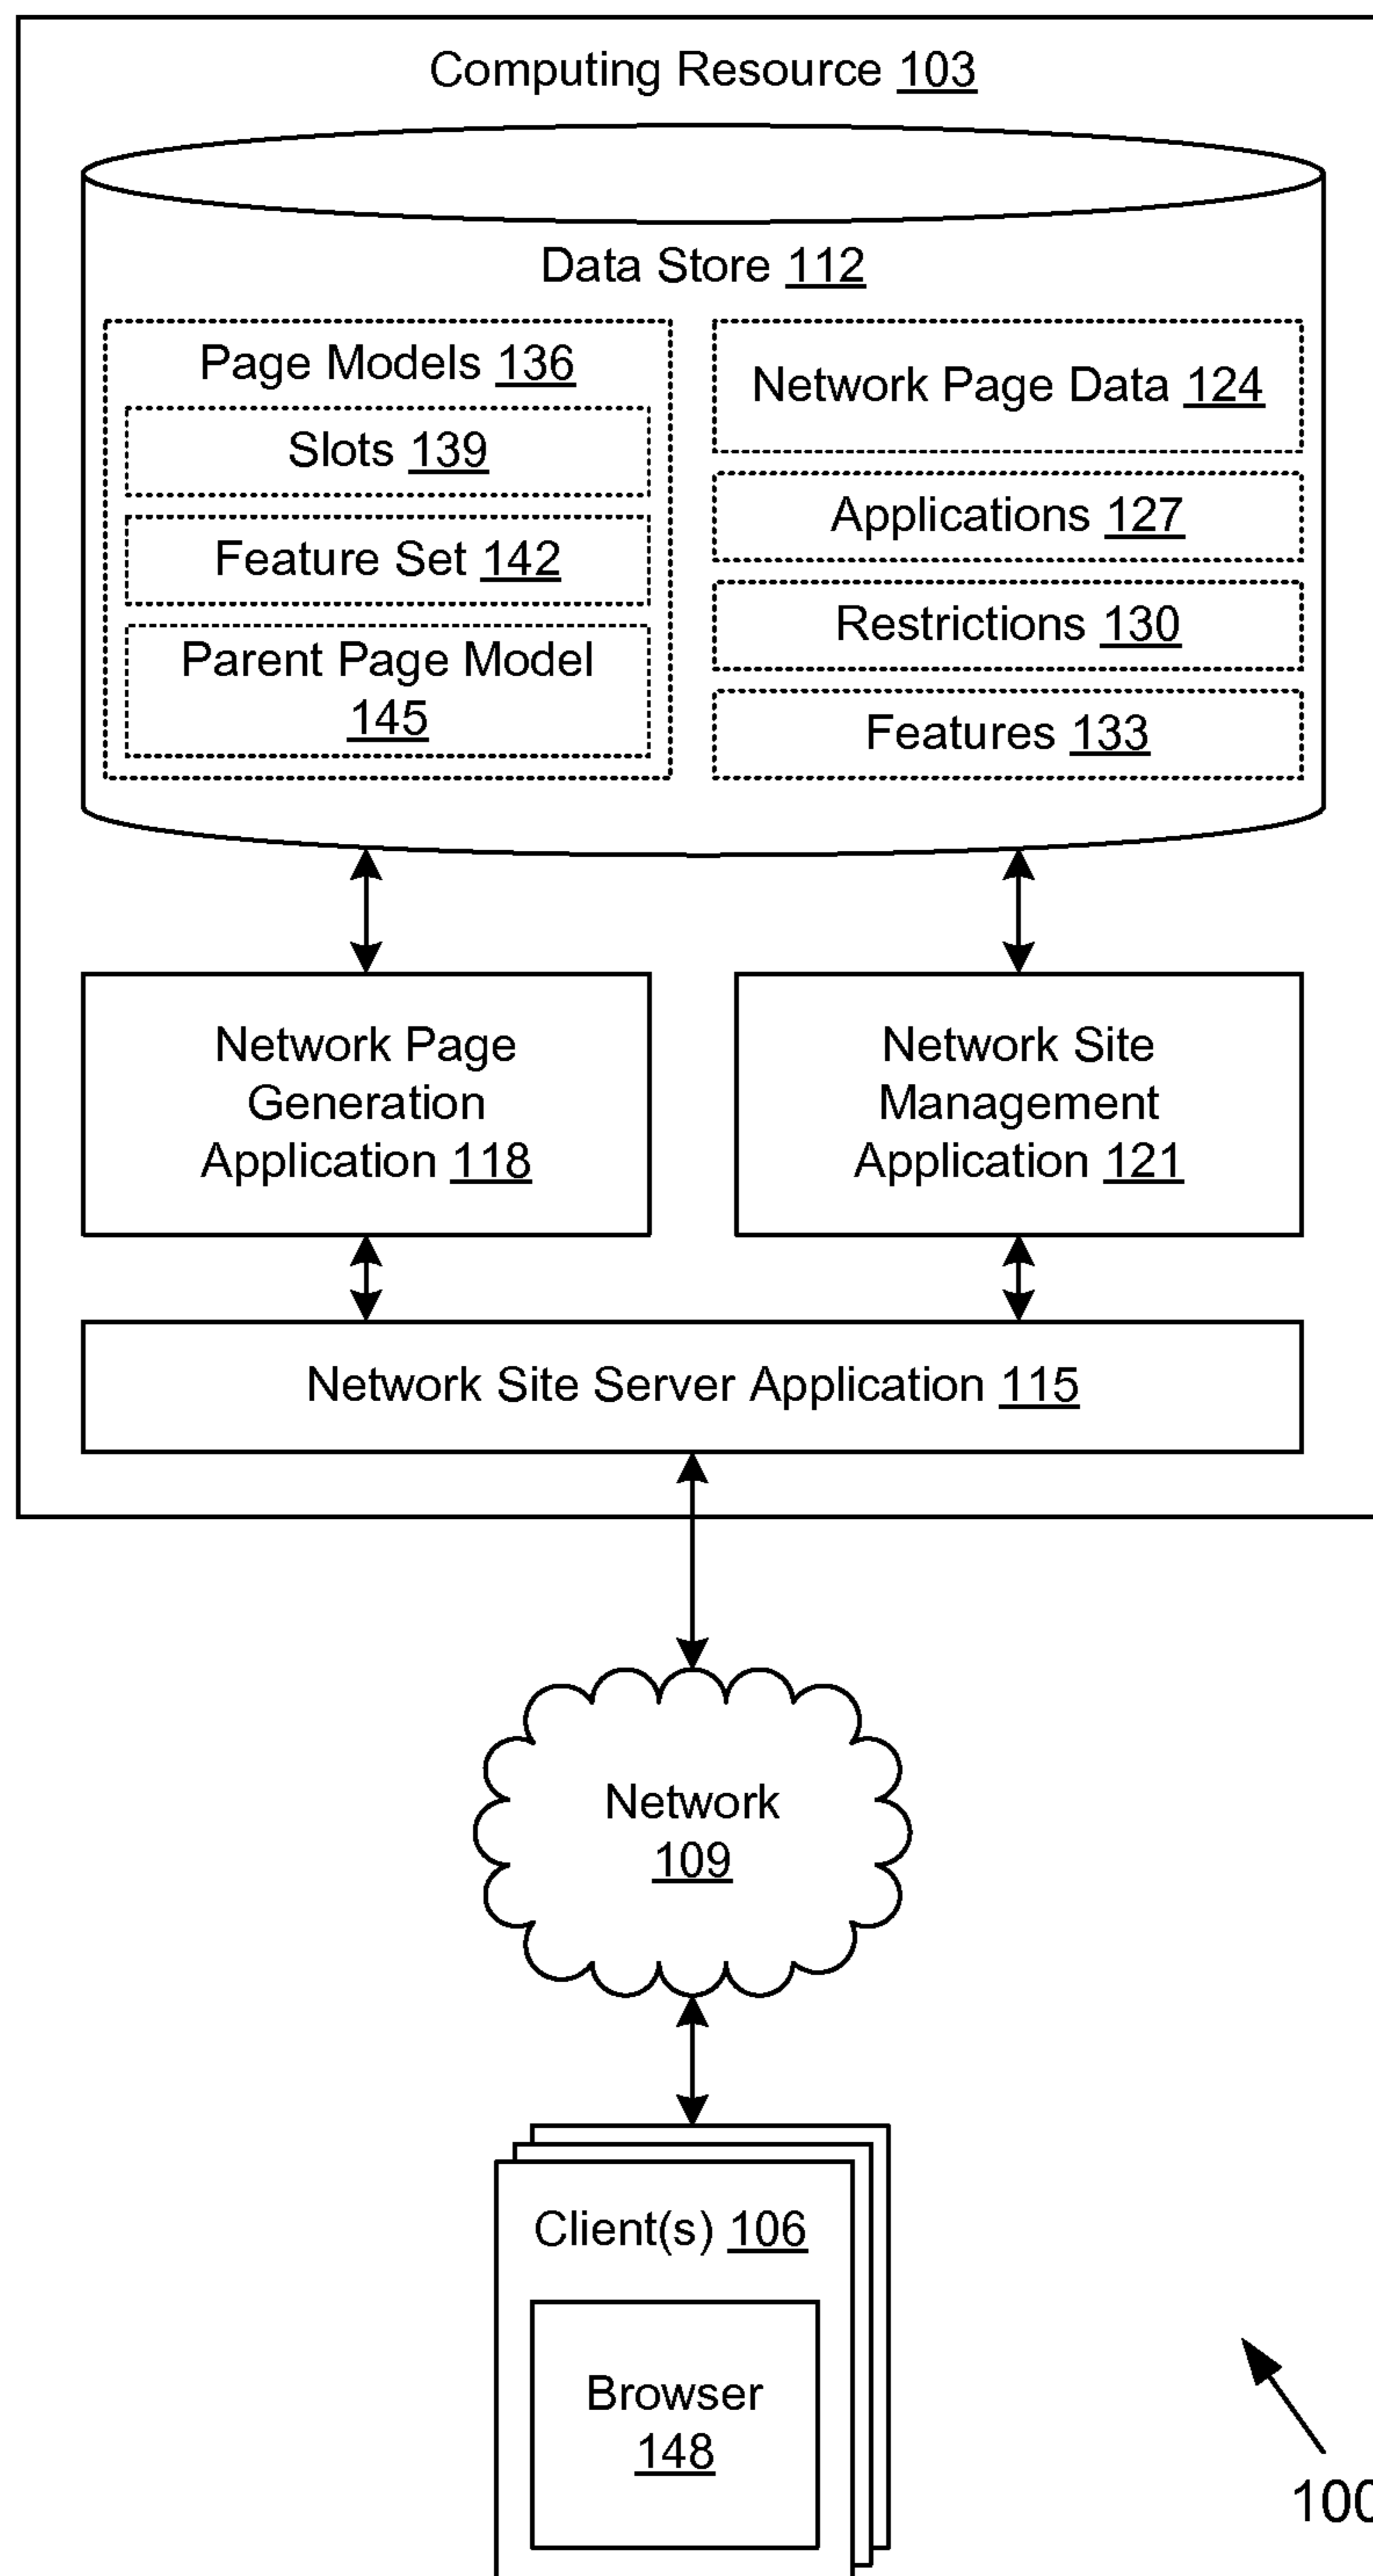 Computing Resource 103
Data Store 112
Page Models 136
Slots 139
Feature Set 142
Parent Page Model
145
Network Page Data 124
Applications 127
Restrictions 130
Features 133
Network Page
Generation
Application 118
Network Site
Management
Application 121
Network Site Server Application 115
Network
109
Client(s) 106
Browser
148
100